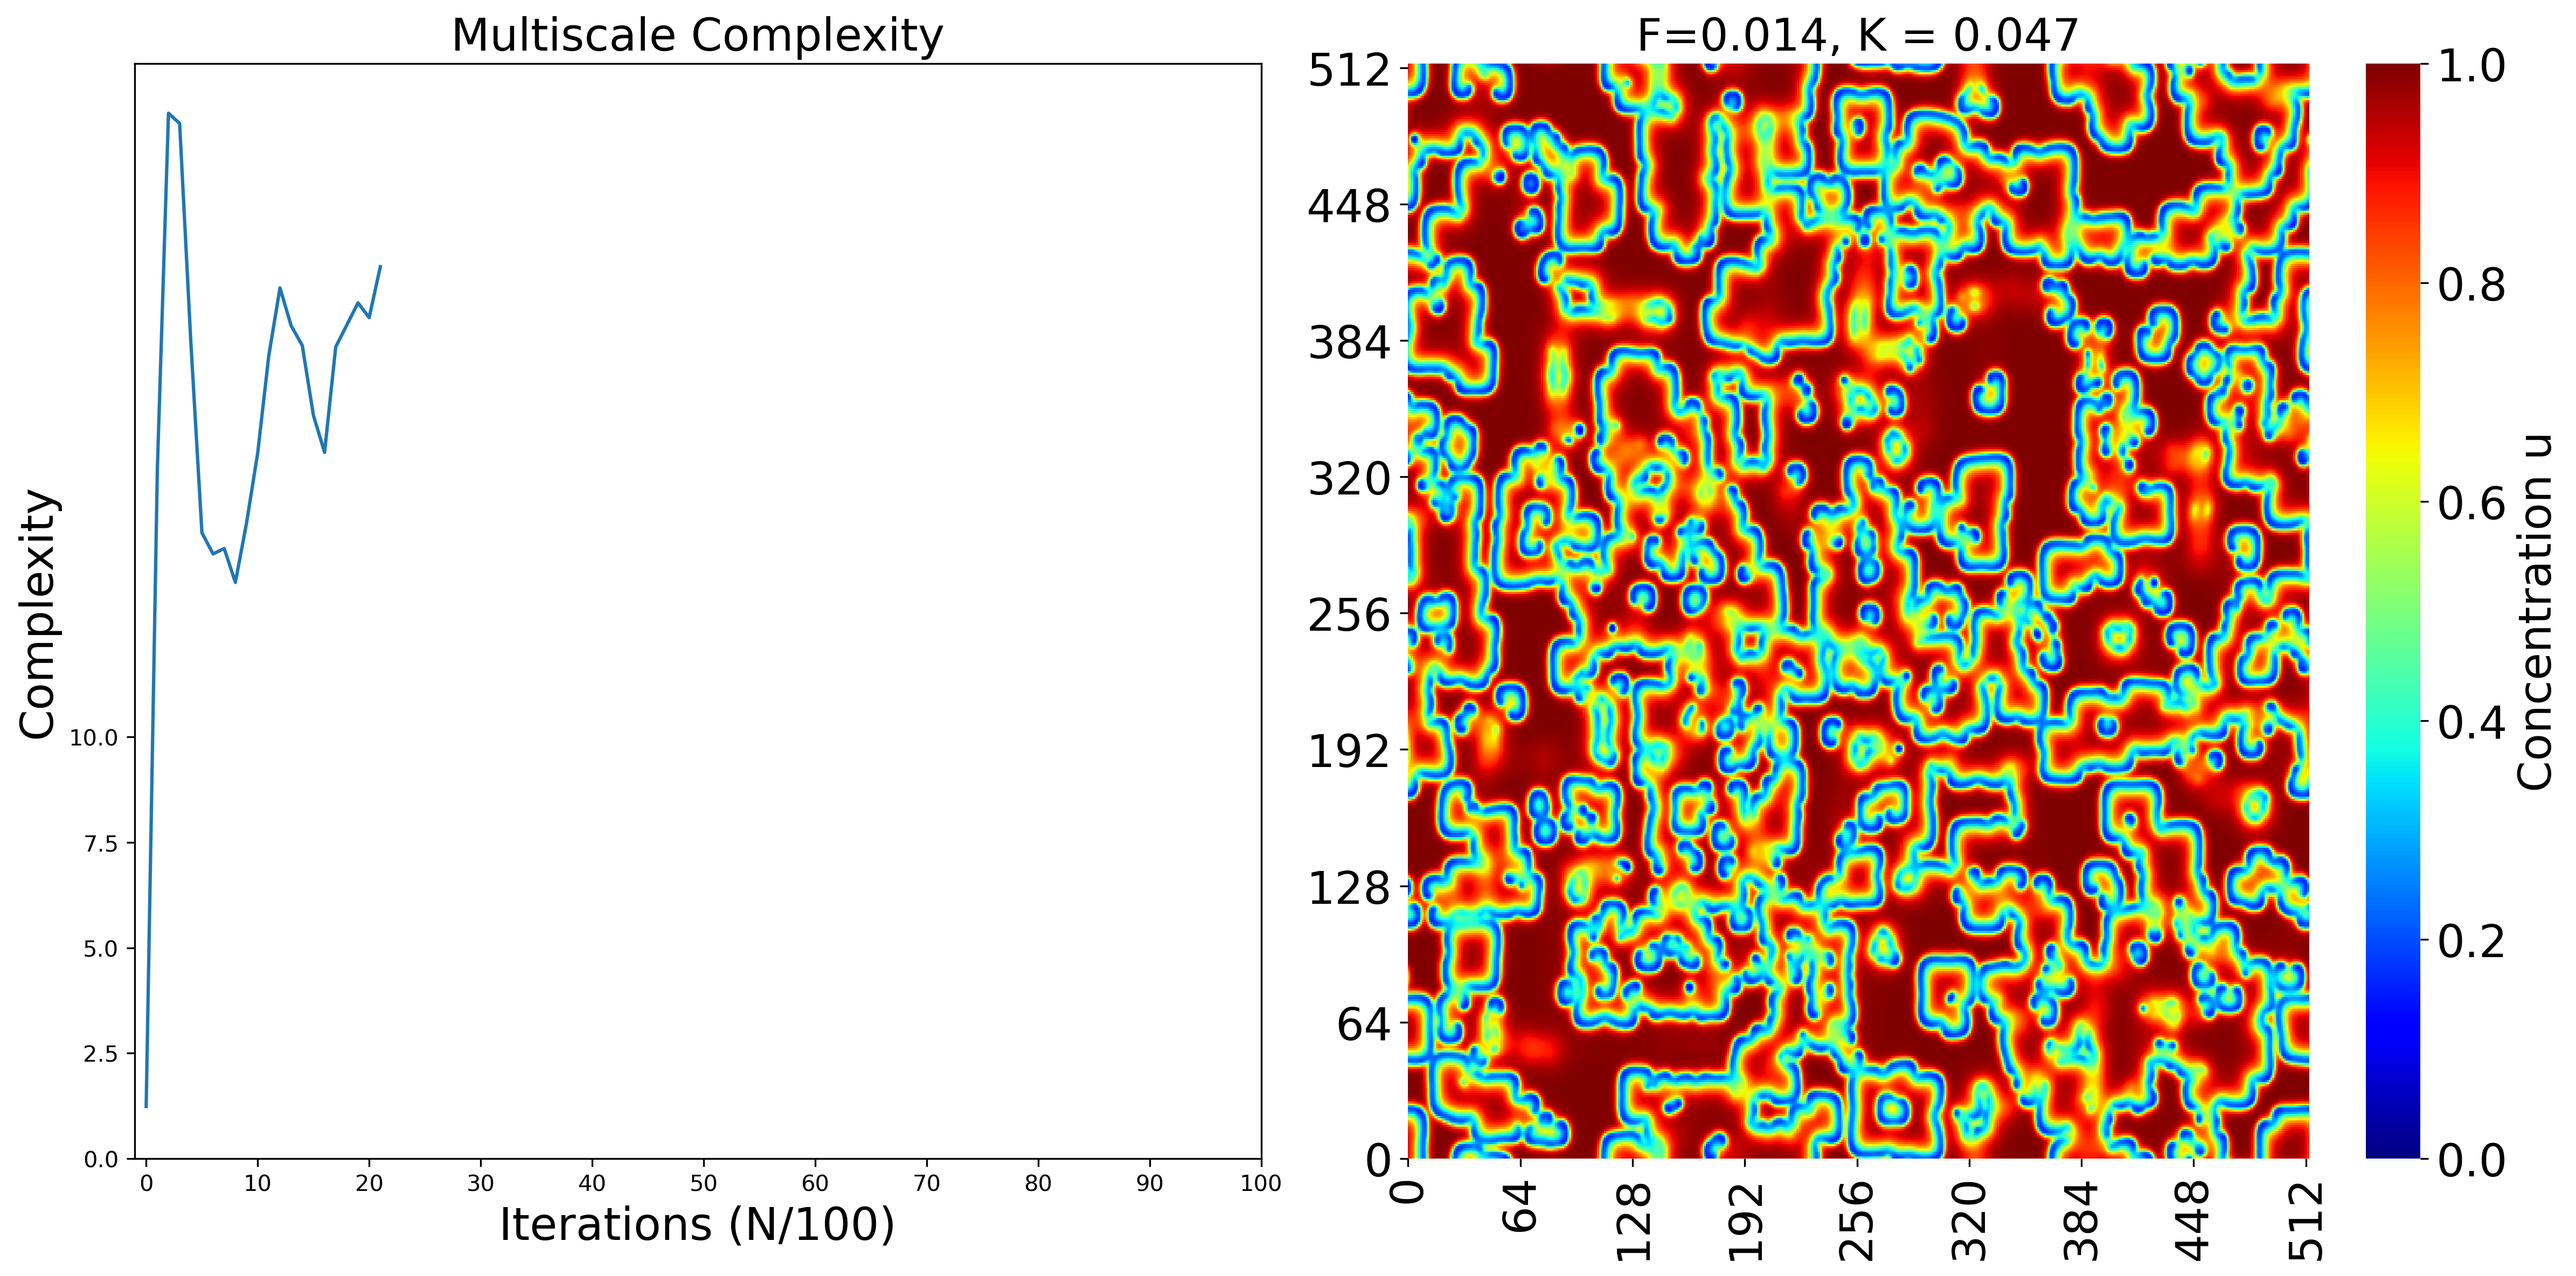 Multiscale Complexity
Complexity
10.0
7.5
5.0
2.5
0.0
0 10 20 30 40 50 60 70 80 90 100
Iterations (N/100)
F=0.014, K = 0.047
512
448
384
320
256
192
128
64
0
0 64 128 192 256 320 384 448 512
1.0
0.8
0.6
0.4
0.2
0.0
Concentration u